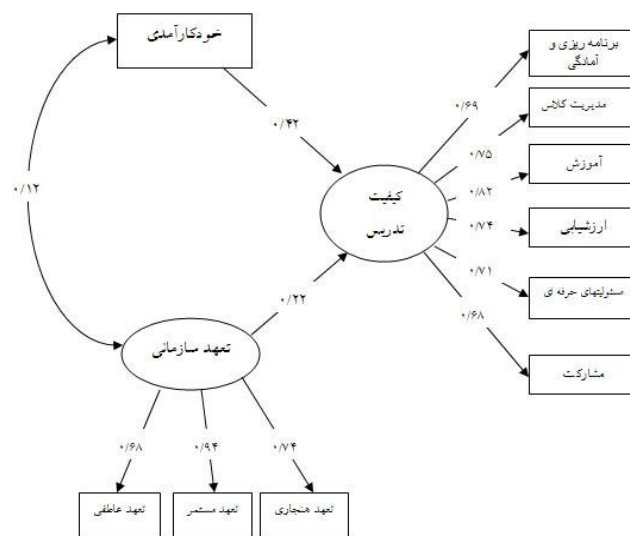 خودکارآمدی
برنامه ریزی و
آمادگی
مدیریت کلاس
آموزش
ارزشیابی
مسئولیتهای حرفه ای
مشارکت
کیفیت
تدریس
تعهد سازمانی
تعهد عاطفی
تعهد مستمر
تعهد هنجاری
۰/۱۲
۰/۴۲
۰/۲۲
۰/۶۹
۰/۷۵
۰/۸۲
۰/۷۴
۰/۷۱
۰/۶۸
۰/۶۸
۰/۹۴
۰/۷۴